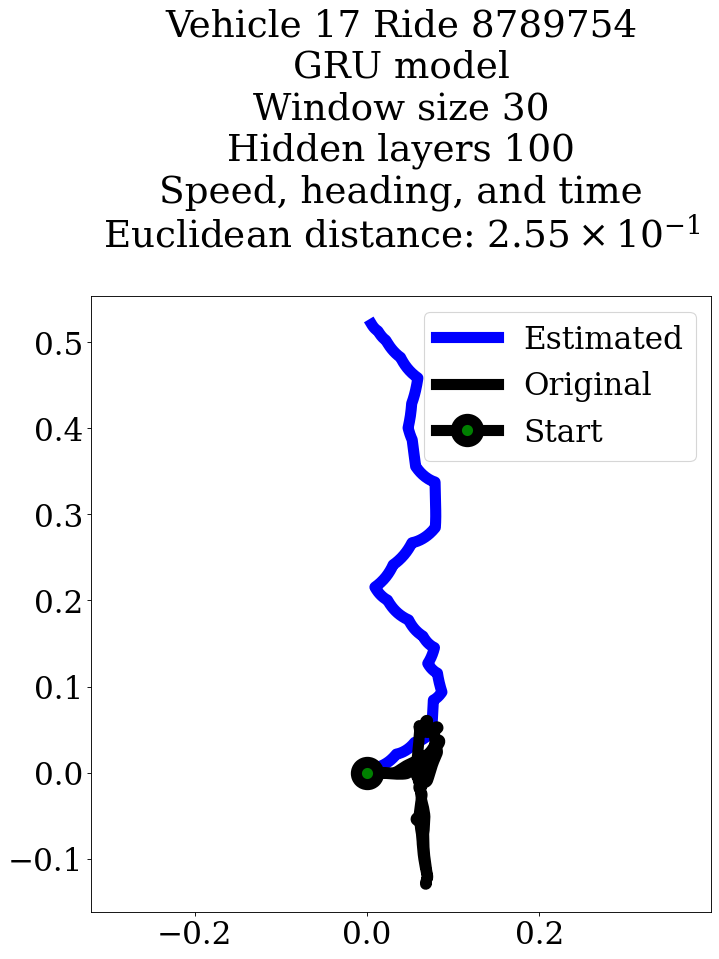 Vehicle 17 Ride 8789754
GRU model
Window size 30
Hidden layers 100
Speed, heading, and time
Euclidean distance: 2.55 × 10⁻¹
Estimated
Original
Start
0.5
0.4
0.3
0.2
0.1
0.0
−0.1
−0.2 0.0 0.2